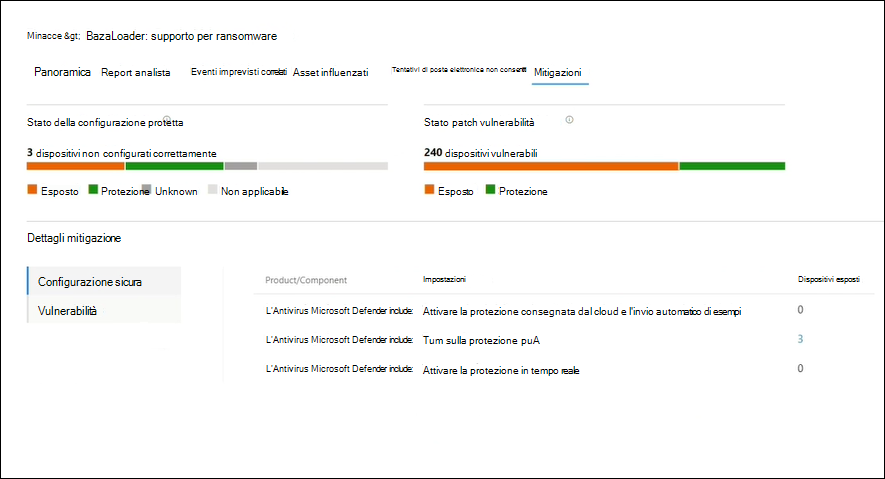 Minacce &gt; BazaLoader: supporto per ransomware
Panoramica Report analista Eventi imprevisti correlati Asset influenzati Tentativi di posta elettronica non consentiti Mitigazioni
Stato della configurazione protetta
Stato patch vulnerabilità
3 dispositivi non configurati correttamente
240 dispositivi vulnerabili
Esposto Protezione Unknown Non applicabile
Esposto Protezione
Dettagli mitigazione
Configurazione sicura
Vulnerabilità
Product/Component Impostazioni Dispositivi esposti
L'Antivirus Microsoft Defender include: Attivare la protezione consegnata dal cloud e l'invio automatico di esempi 0
L'Antivirus Microsoft Defender include: Tum sulla protezione puA 3
L'Antivirus Microsoft Defender include: Attivare la protezione in tempo reale 0